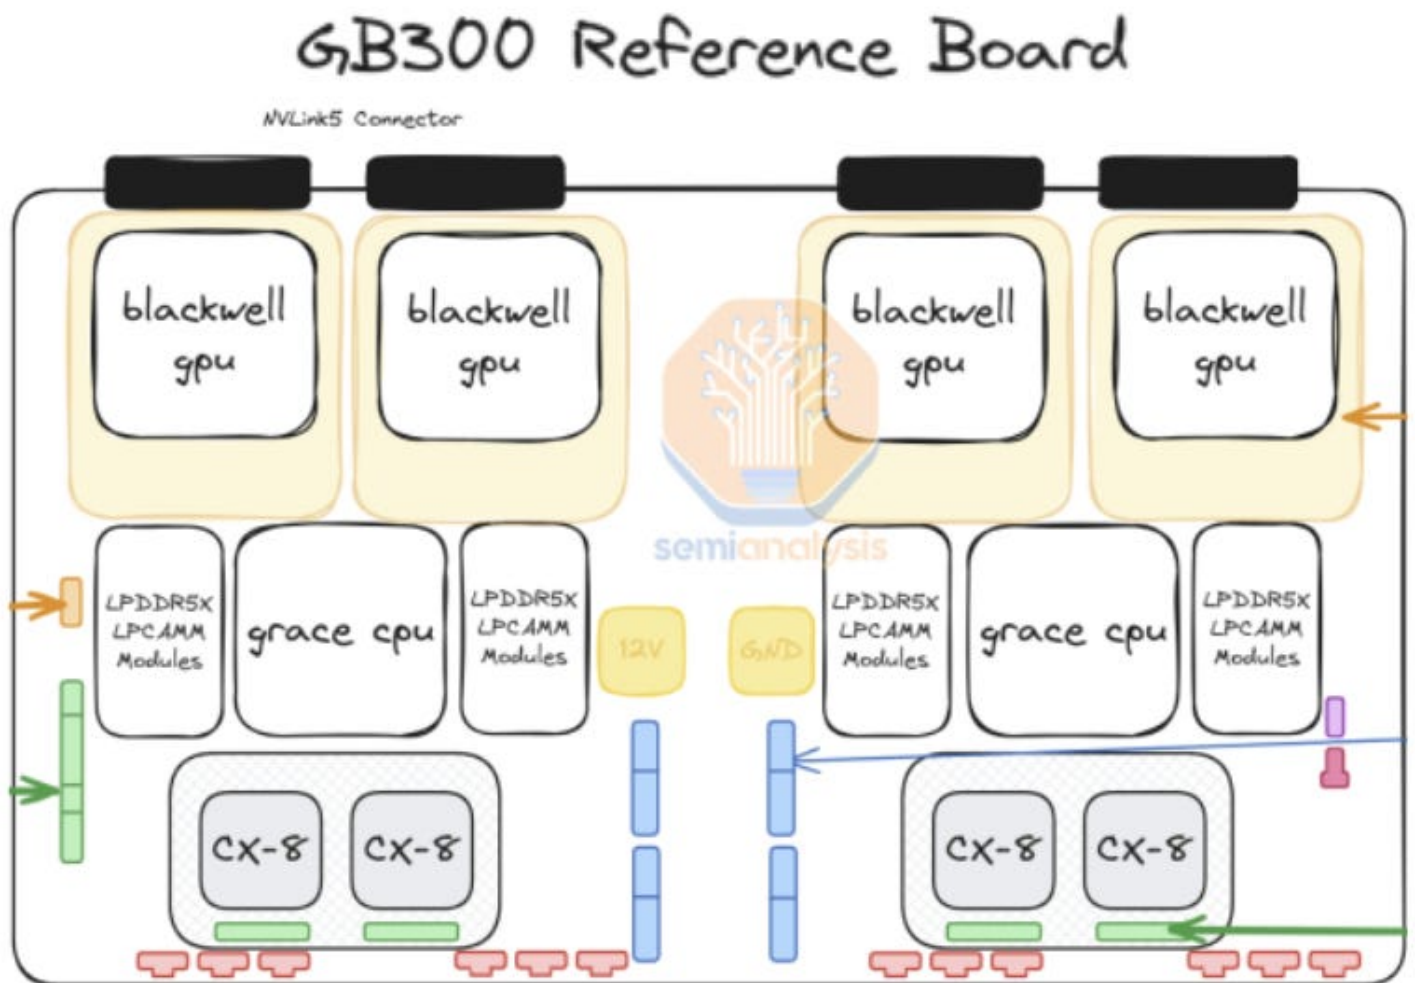 GB300 Reference Board
NVLink5 Connector
blackwell
gpu
blackwell
gpu
blackwell
gpu
blackwell
gpu
semianalysis
LPDDR5X
LPCAMM
Modules
grace cpu
LPDDR5X
LPCAMM
Modules
12V
GND
LPDDR5X
LPCAMM
Modules
grace cpu
LPDDR5X
LPCAMM
Modules
CX-8
CX-8
CX-8
CX-8